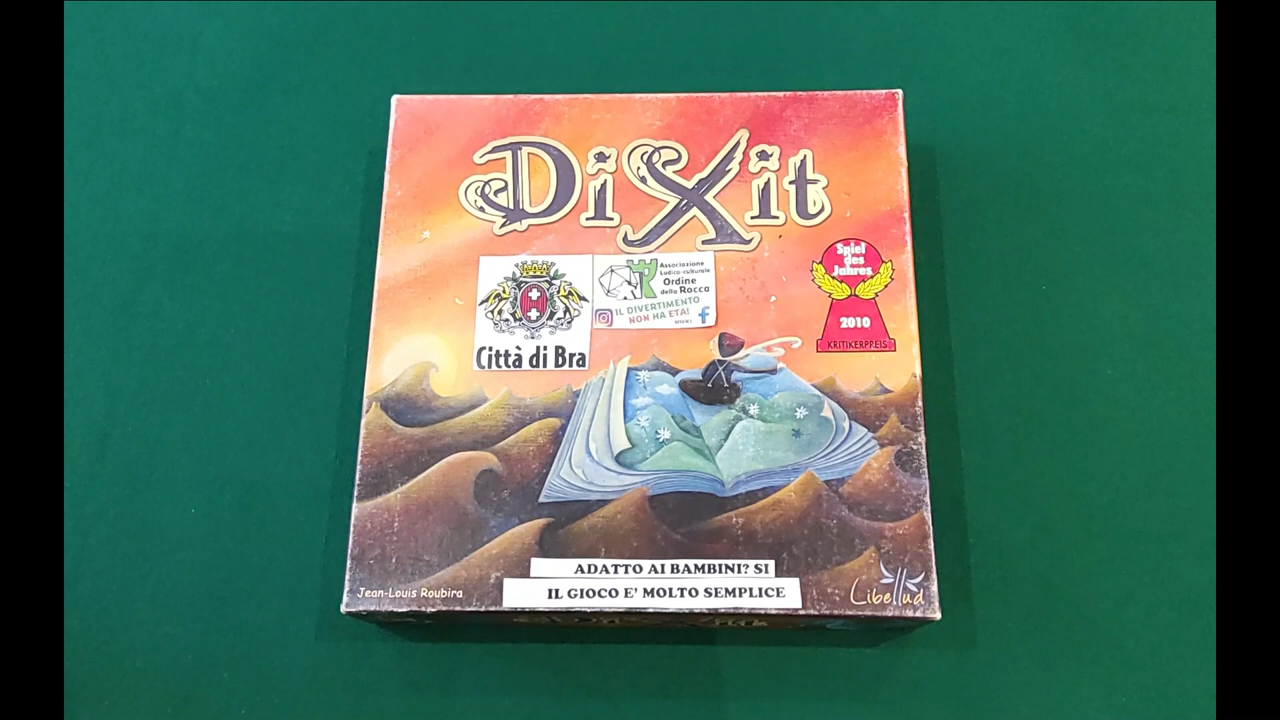 DiXit
Spiel
des
Jahres
2010
KRITIKERPREIS
Città di Bra
Associazione
Ludico-culturale
Ordine
della Rocca
IL DIVERTIMENTO
NON HA ETA!
ADATTO AI BAMBINI? SI
IL GIOCO E' MOLTO SEMPLICE
Jean-Louis Roubira
Libellud